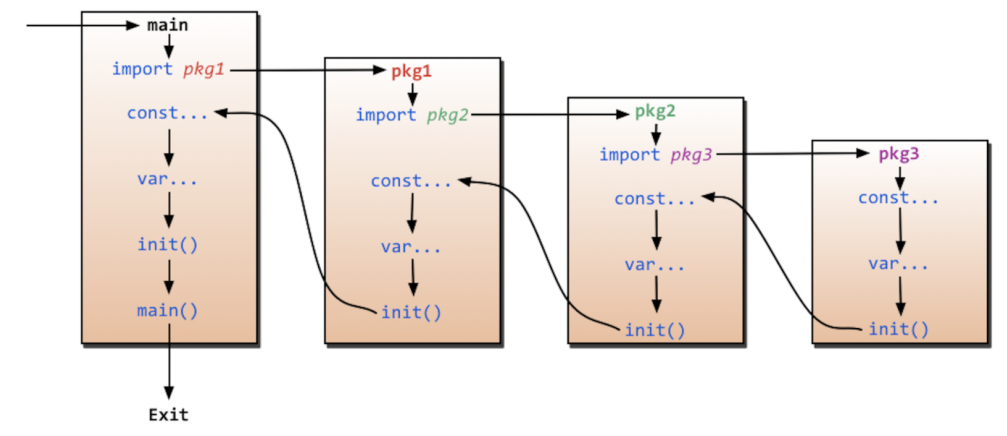 main
import pkg1
const...
var...
init()
main()
Exit
pkg1
import pkg2
const...
var...
init()
pkg2
import pkg3
const...
var...
init()
pkg3
const...
var...
init()